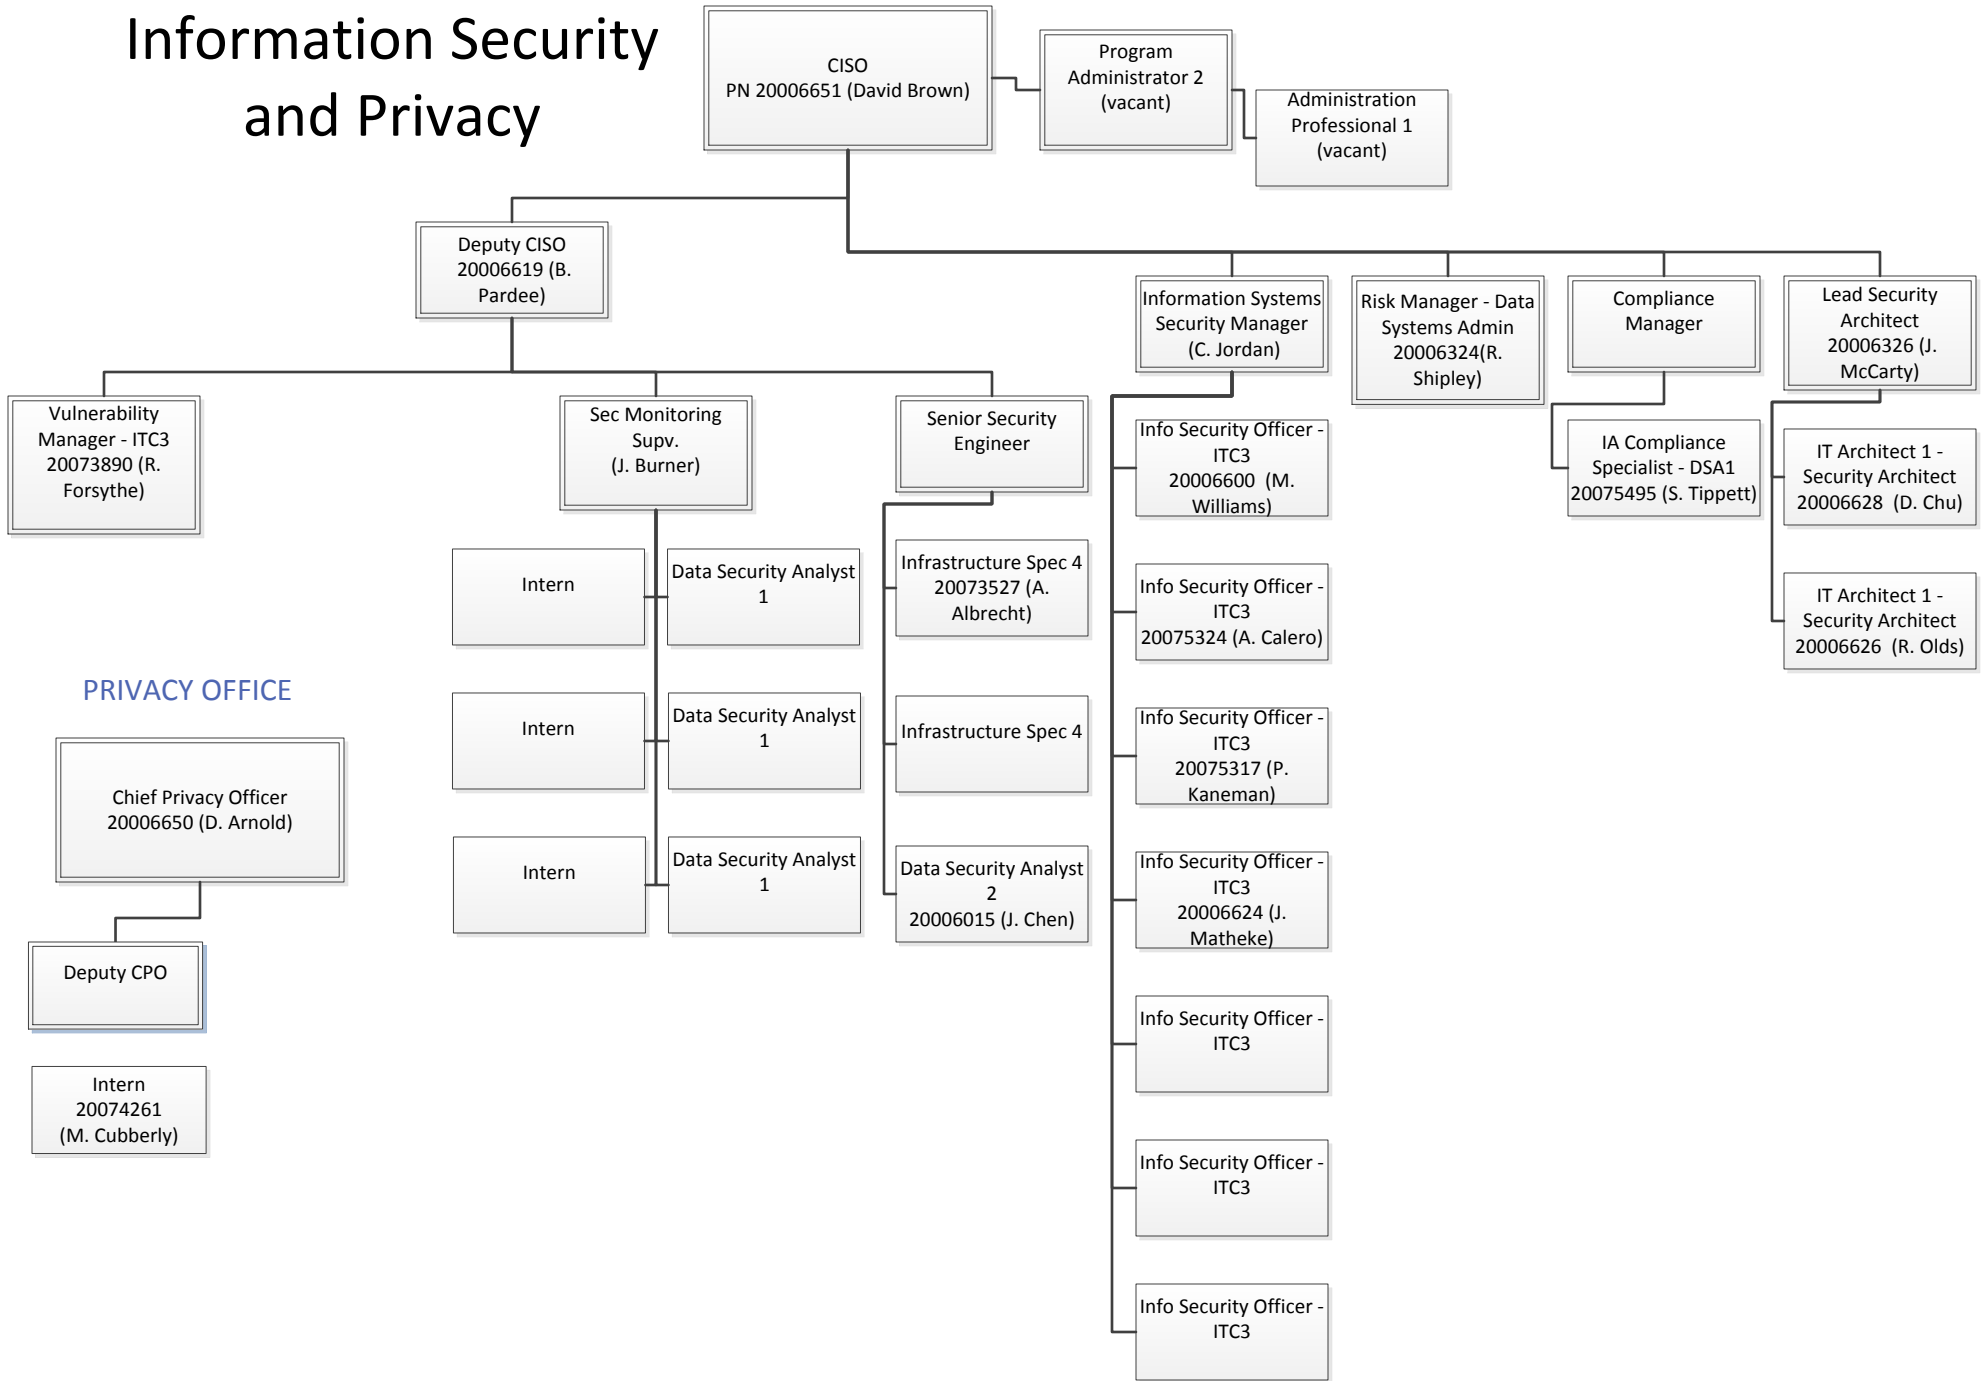 Information Security
and Privacy
CISO
PN 20006651 (David Brown)
Program
Administrator 2
(vacant)
Administration
Professional 1
(vacant)
Deputy CISO
20006619 (B.
Pardee)
Information Systems
Security Manager
(C. Jordan)
Risk Manager - Data
Systems Admin
20006324(R.
Shipley)
Compliance
Manager
Lead Security
Architect
20006326 (J.
McCarty)
Vulnerability
Manager - ITC3
20073890 (R.
Forsythe)
Sec Monitoring
Supv.
(J. Burner)
Senior Security
Engineer
Intern
Data Security Analyst
1
Intern
Data Security Analyst
1
Intern
Data Security Analyst
1
Infrastructure Spec 4
20073527 (A.
Albrecht)
Infrastructure Spec 4
Data Security Analyst
2
20006015 (J. Chen)
Info Security Officer -
ITC3
20006600  (M.
Williams)
Info Security Officer -
ITC3
20075324 (A. Calero)
Info Security Officer -
ITC3
20075317 (P.
Kaneman)
Info Security Officer -
ITC3
20006624 (J.
Matheke)
Info Security Officer -
ITC3
Info Security Officer -
ITC3
Info Security Officer -
ITC3
IA Compliance
Specialist - DSA1
20075495 (S. Tippett)
IT Architect 1 -
Security Architect
20006628  (D. Chu)
IT Architect 1 -
Security Architect
20006626  (R. Olds)
PRIVACY OFFICE
Chief Privacy Officer
20006650 (D. Arnold)
Deputy CPO
Intern
20074261
(M. Cubberly)